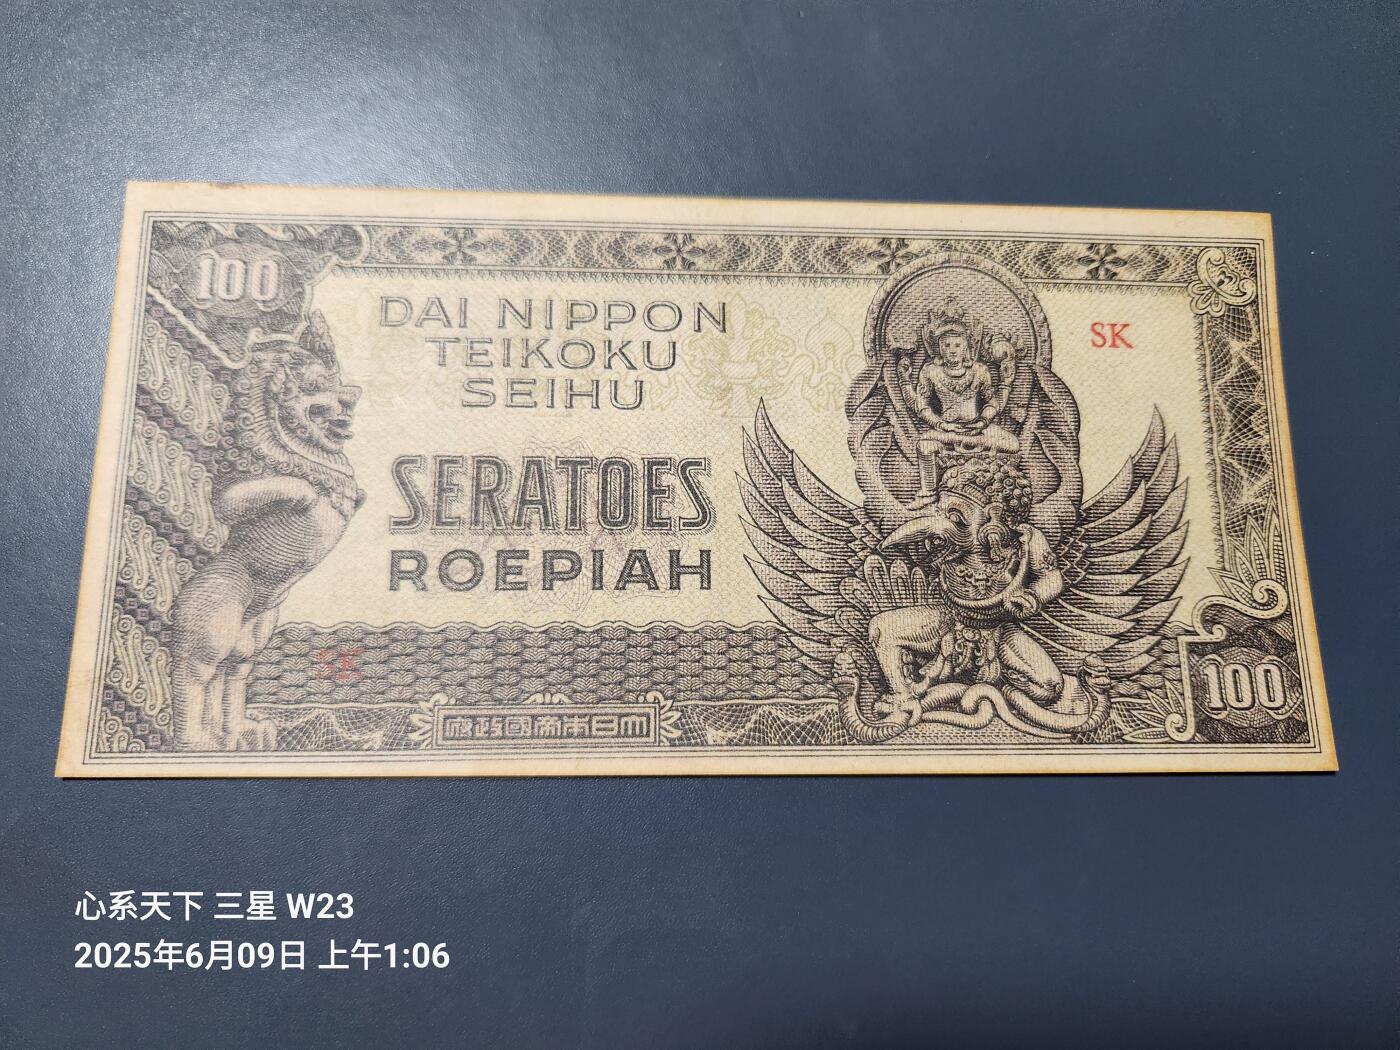 100
DAI NIPPON
TEIKOKU
SEIHU
SK
SERATOES
ROEPIAH
SK
府政國帝本日大
100
心系天下 三星 W23
2025年6月09日 上午1:06